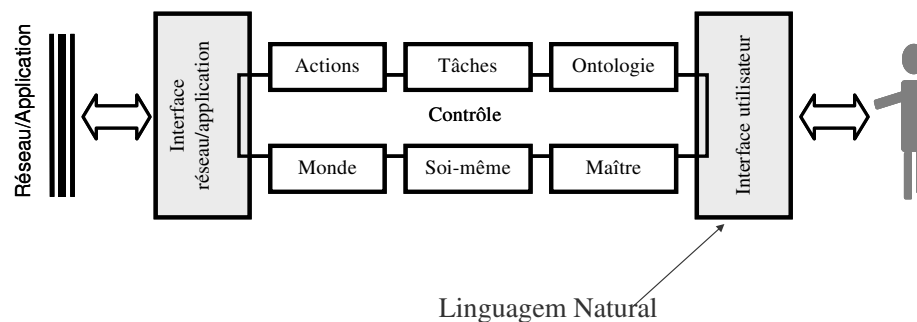 Réseau/Application
Interface
réseau/application
Actions
Tâches
Ontologie
Contrôle
Monde
Soi-même
Maître
Interface utilisateur
Linguagem Natural